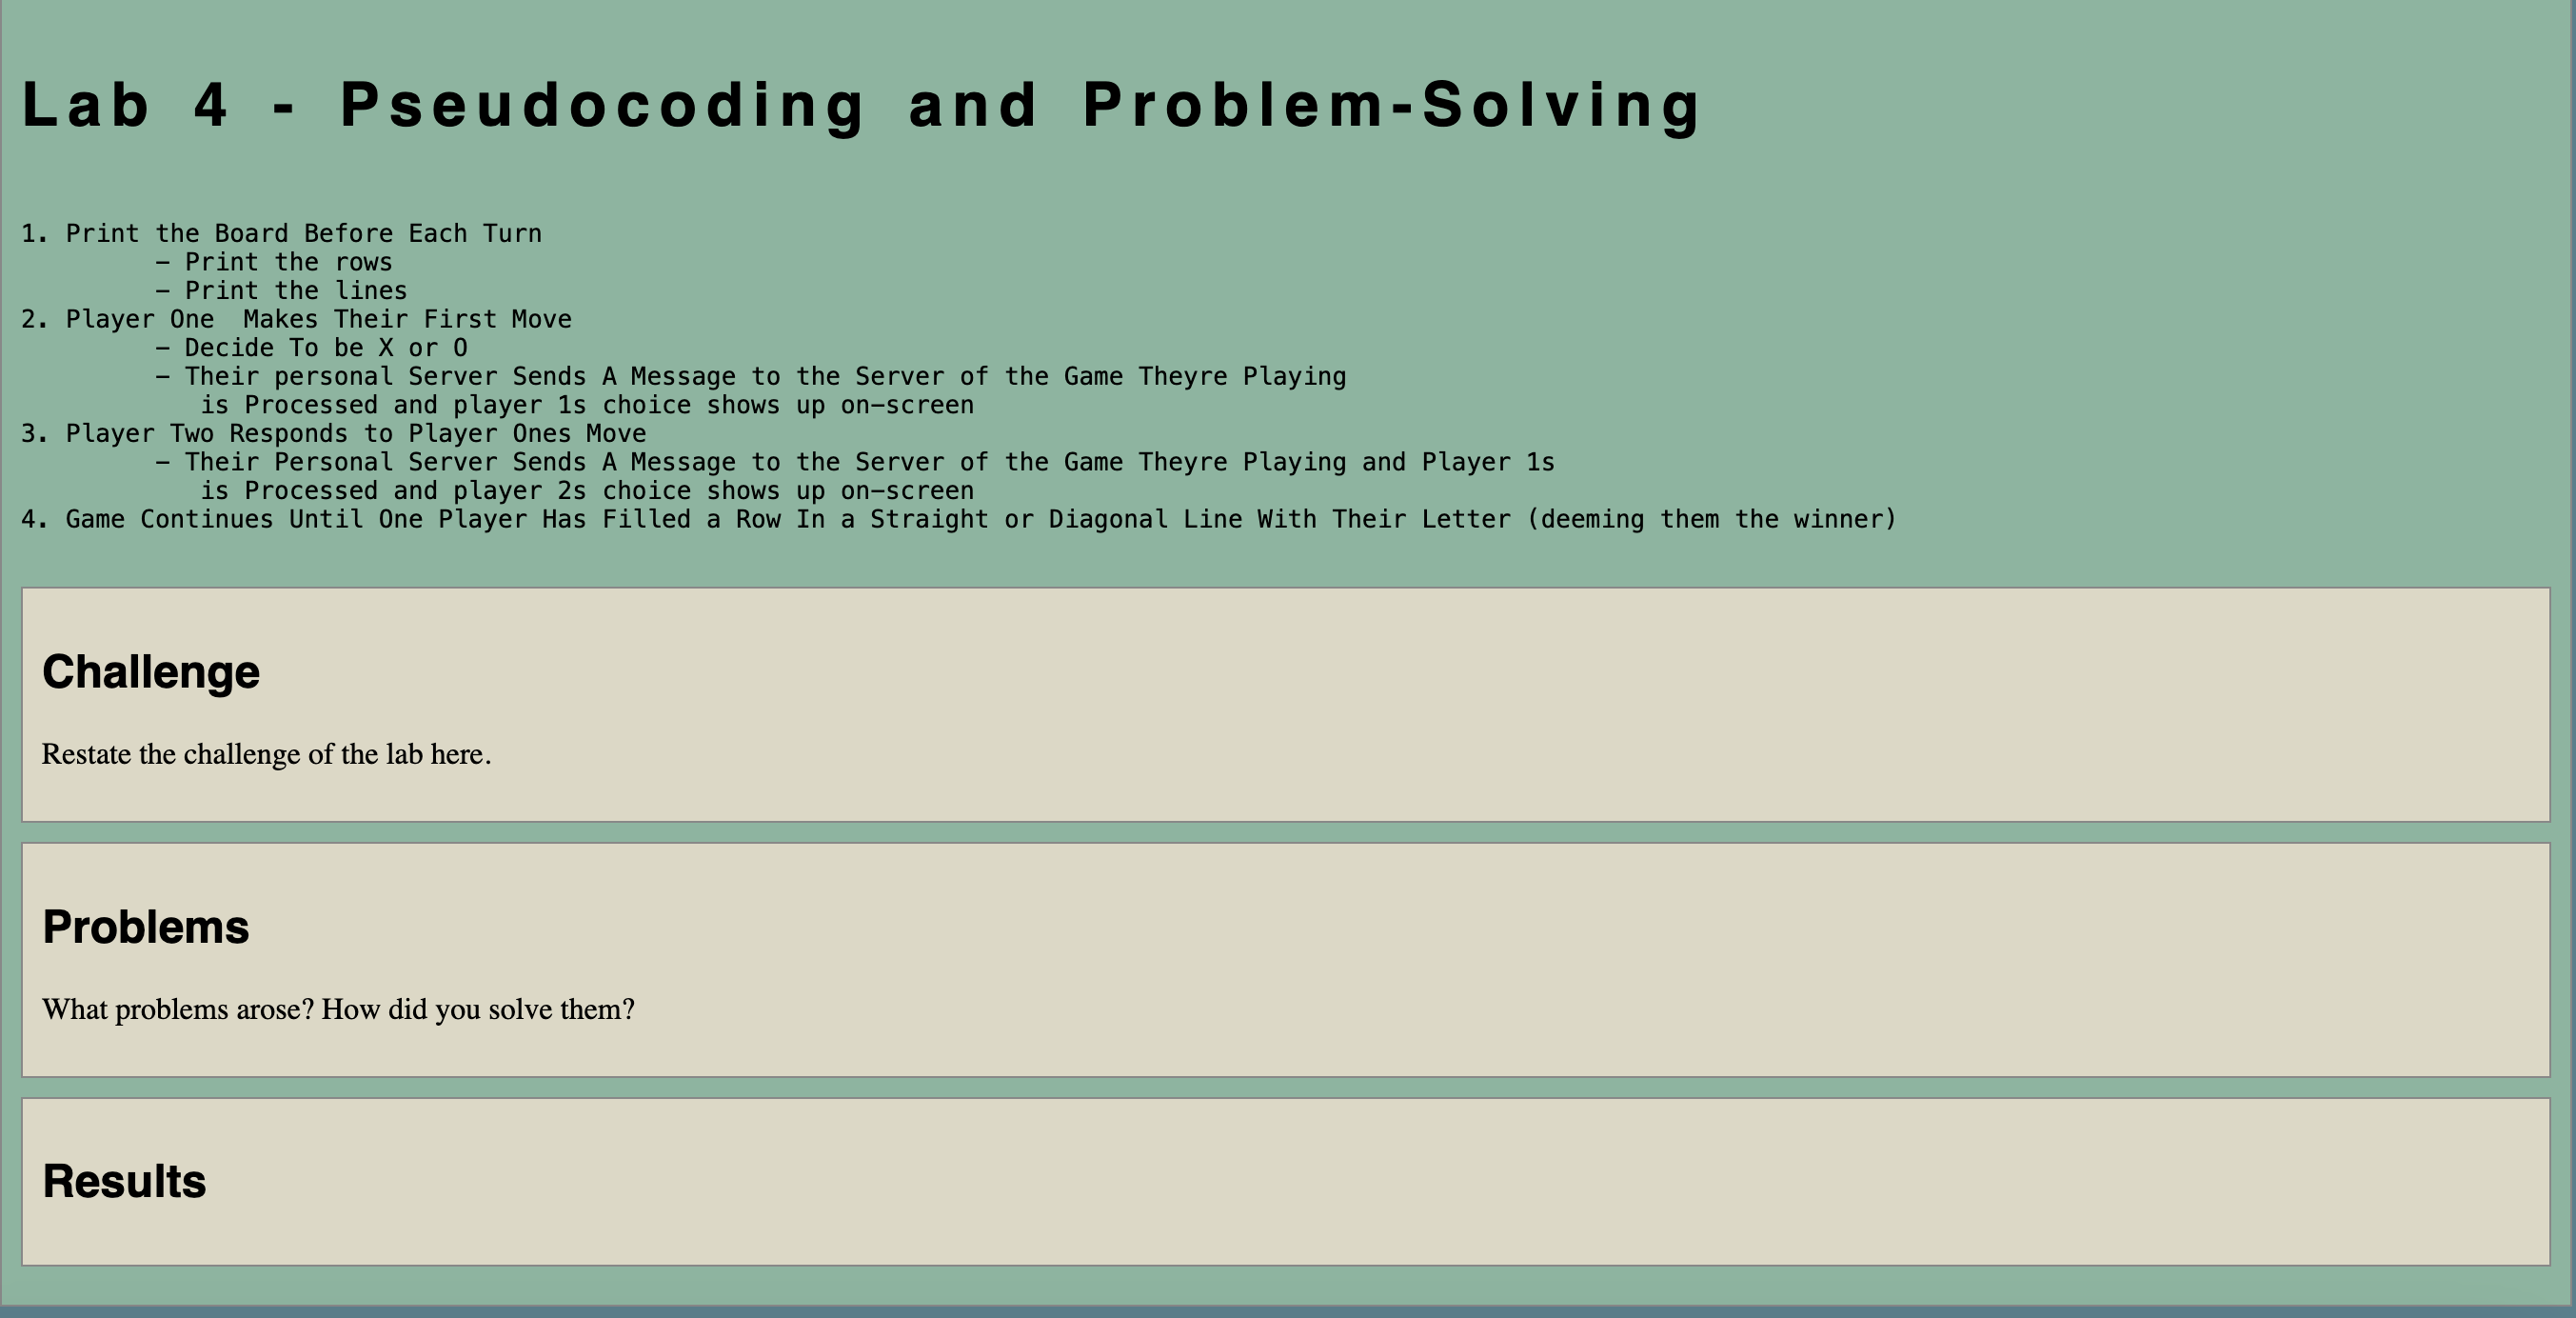 Lab 4 - Pseudocoding and Problem-Solving
1. Print the Board Before Each Turn
– Print the rows
– Print the lines
2. Player One  Makes Their First Move
– Decide To be X or O
– Their personal Server Sends A Message to the Server of the Game Theyre Playing
is Processed and player 1s choice shows up on-screen
3. Player Two Responds to Player Ones Move
– Their Personal Server Sends A Message to the Server of the Game Theyre Playing and Player 1s
is Processed and player 2s choice shows up on-screen
4. Game Continues Until One Player Has Filled a Row In a Straight or Diagonal Line With Their Letter (deeming them the winner)
Challenge
Restate the challenge of the lab here.
Problems
What problems arose? How did you solve them?
Results